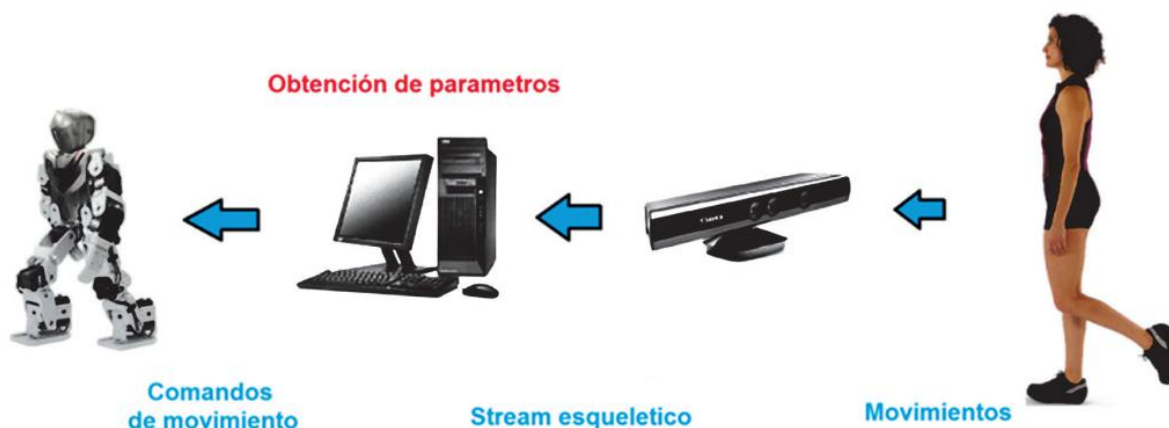 Obtención de parametros
Comandos
de movimiento
Stream esqueletico
Movimientos